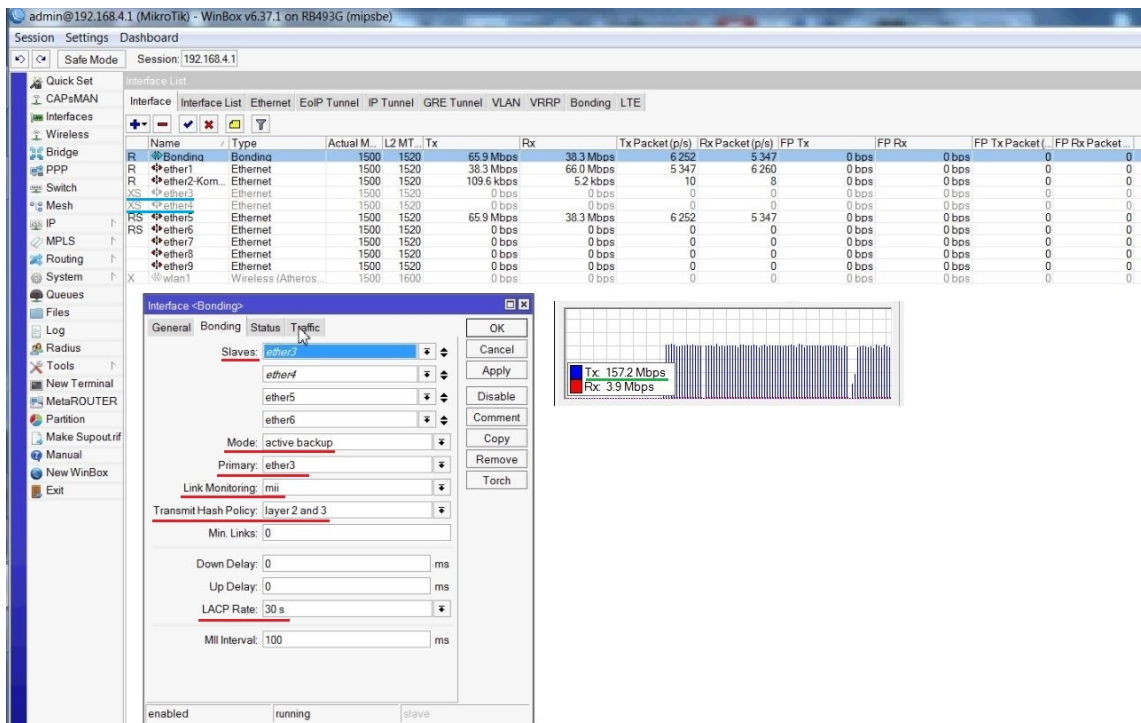 admin@192.168.4.1 (MikroTik) - WinBox v6.37.1 on RB493G (mipsbe)
Session Settings Dashboard
Safe Mode Session: 192.168.4.1
Quick Set
CAPsMAN
Interfaces
Wireless
Bridge
PPP
Switch
Mesh
IP
MPLS
Routing
System
Queues
Files
Log
Radius
Tools
New Terminal
MetaROUTER
Partition
Make Supout.rif
Manual
New WinBox
Exit
Interface List
Interface Interface List Ethernet EoIP Tunnel IP Tunnel GRE Tunnel VLAN VRRP Bonding LTE
Name / Type Actual M... L2 MT... Tx Rx Tx Packet (p/s) Rx Packet (p/s) FP Tx FP Rx FP Tx Packet (... FP Rx Packet ...
R Bonding Bonding 1500 1520 65.9 Mbps 38.3 Mbps 6 252 5 347 0 bps 0 bps 0 0
R ether1 Ethernet 1500 1520 38.3 Mbps 66.0 Mbps 5 347 6 260 0 bps 0 bps 0 0
R ether2-Kom... Ethernet 1500 1520 109.6 kbps 5.2 kbps 10 8 0 bps 0 bps 0 0
XS ether3 Ethernet 1500 1520 0 bps 0 bps 0 0 0 bps 0 bps 0 0
XS ether4 Ethernet 1500 1520 0 bps 0 bps 0 0 0 bps 0 bps 0 0
RS ether5 Ethernet 1500 1520 65.9 Mbps 38.3 Mbps 6 252 5 347 0 bps 0 bps 0 0
RS ether6 Ethernet 1500 1520 0 bps 0 bps 0 0 0 bps 0 bps 0 0
ether7 Ethernet 1500 1520 0 bps 0 bps 0 0 0 bps 0 bps 0 0
ether8 Ethernet 1500 1520 0 bps 0 bps 0 0 0 bps 0 bps 0 0
ether9 Ethernet 1500 1520 0 bps 0 bps 0 0 0 bps 0 bps 0 0
X wlan1 Wireless (Atheros... 1500 1600 0 bps 0 bps 0 0 0 bps 0 bps 0 0
Interface <Bonding>
General Bonding Status Traffic
Slaves: ether3
ether4
ether5
ether6
Mode: active backup
Primary: ether3
Link Monitoring: mii
Transmit Hash Policy: layer 2 and 3
Min. Links: 0
Down Delay: 0 ms
Up Delay: 0 ms
LACP Rate: 30 s
MII Interval: 100 ms
enabled running slave
OK
Cancel
Apply
Disable
Comment
Copy
Remove
Torch
Tx: 157.2 Mbps
Rx: 3.9 Mbps